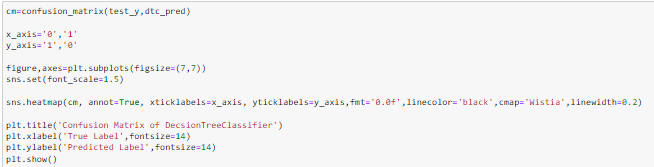 cm=confusion_matrix(test_y,dtc_pred)
x_axis='0','1'
y_axis='1','0'
figure,axes=plt.subplots(figsize=(7,7))
sns.set(font_scale=1.5)
sns.heatmap(cm, annot=True, xticklabels=x_axis, yticklabels=y_axis,fmt='0.0f',linecolor='black',cmap='Wistia',linewidth=0.2)
plt.title('Confusion Matrix of DecsionTreeClassifier')
plt.xlabel('True Label',fontsize=14)
plt.ylabel('Predicted Label',fontsize=14)
plt.show()